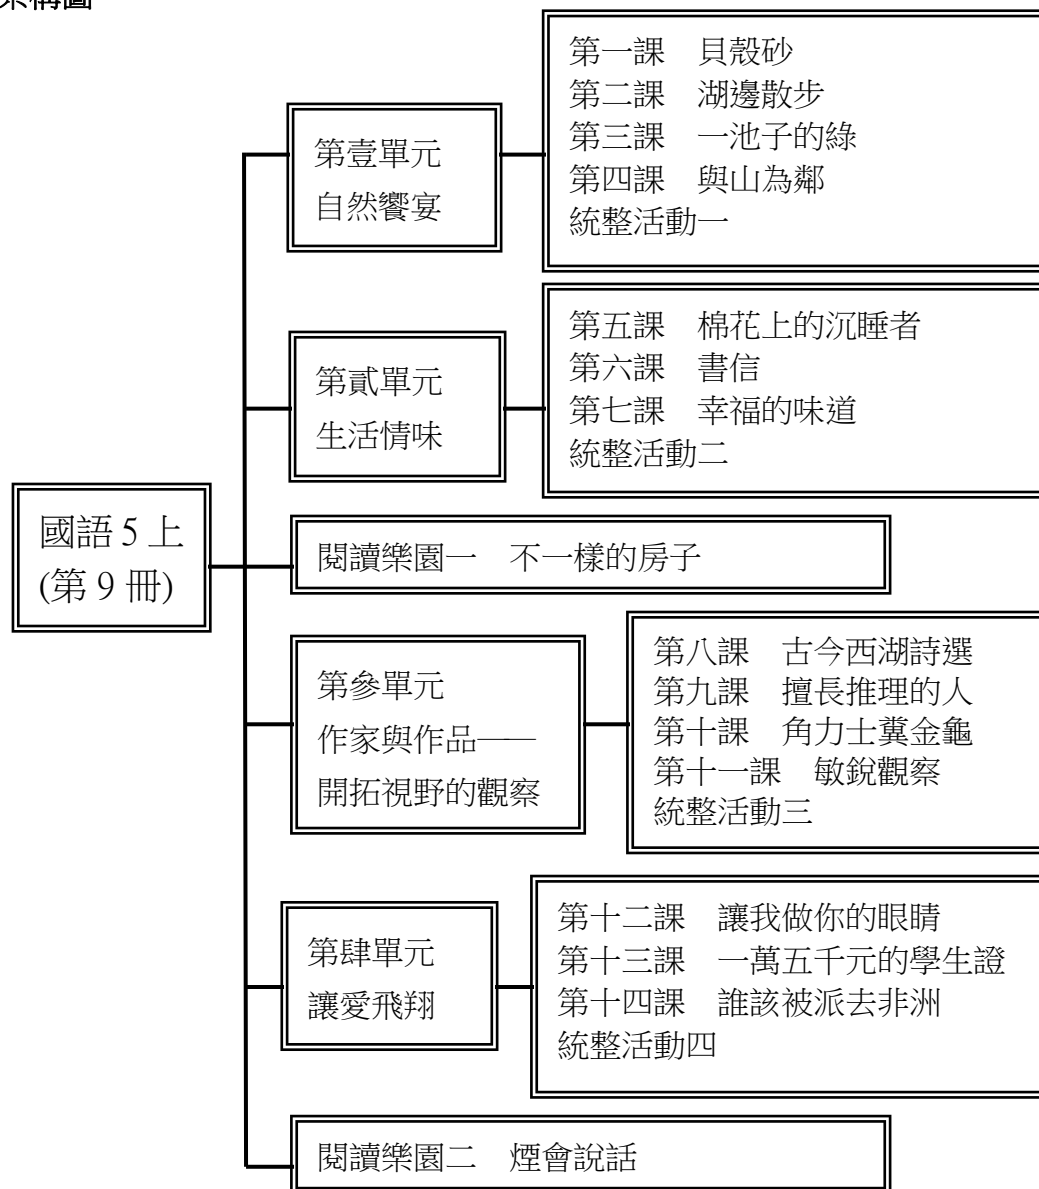 架構圖
國語 5 上
(第 9 冊)
第壹單元
自然饗宴
第一課　貝殼砂
第二課　湖邊散步
第三課　一池子的綠
第四課　與山為鄰
統整活動一
第貳單元
生活情味
第五課　棉花上的沉睡者
第六課　書信
第七課　幸福的味道
統整活動二
閱讀樂園一　不一樣的房子
第參單元
作家與作品——
開拓視野的觀察
第八課　古今西湖詩選
第九課　擅長推理的人
第十課　角力士糞金龜
第十一課　敏銳觀察
統整活動三
第肆單元
讓愛飛翔
第十二課　讓我做你的眼睛
第十三課　一萬五千元的學生證
第十四課　誰該被派去非洲
統整活動四
閱讀樂園二　煙會說話